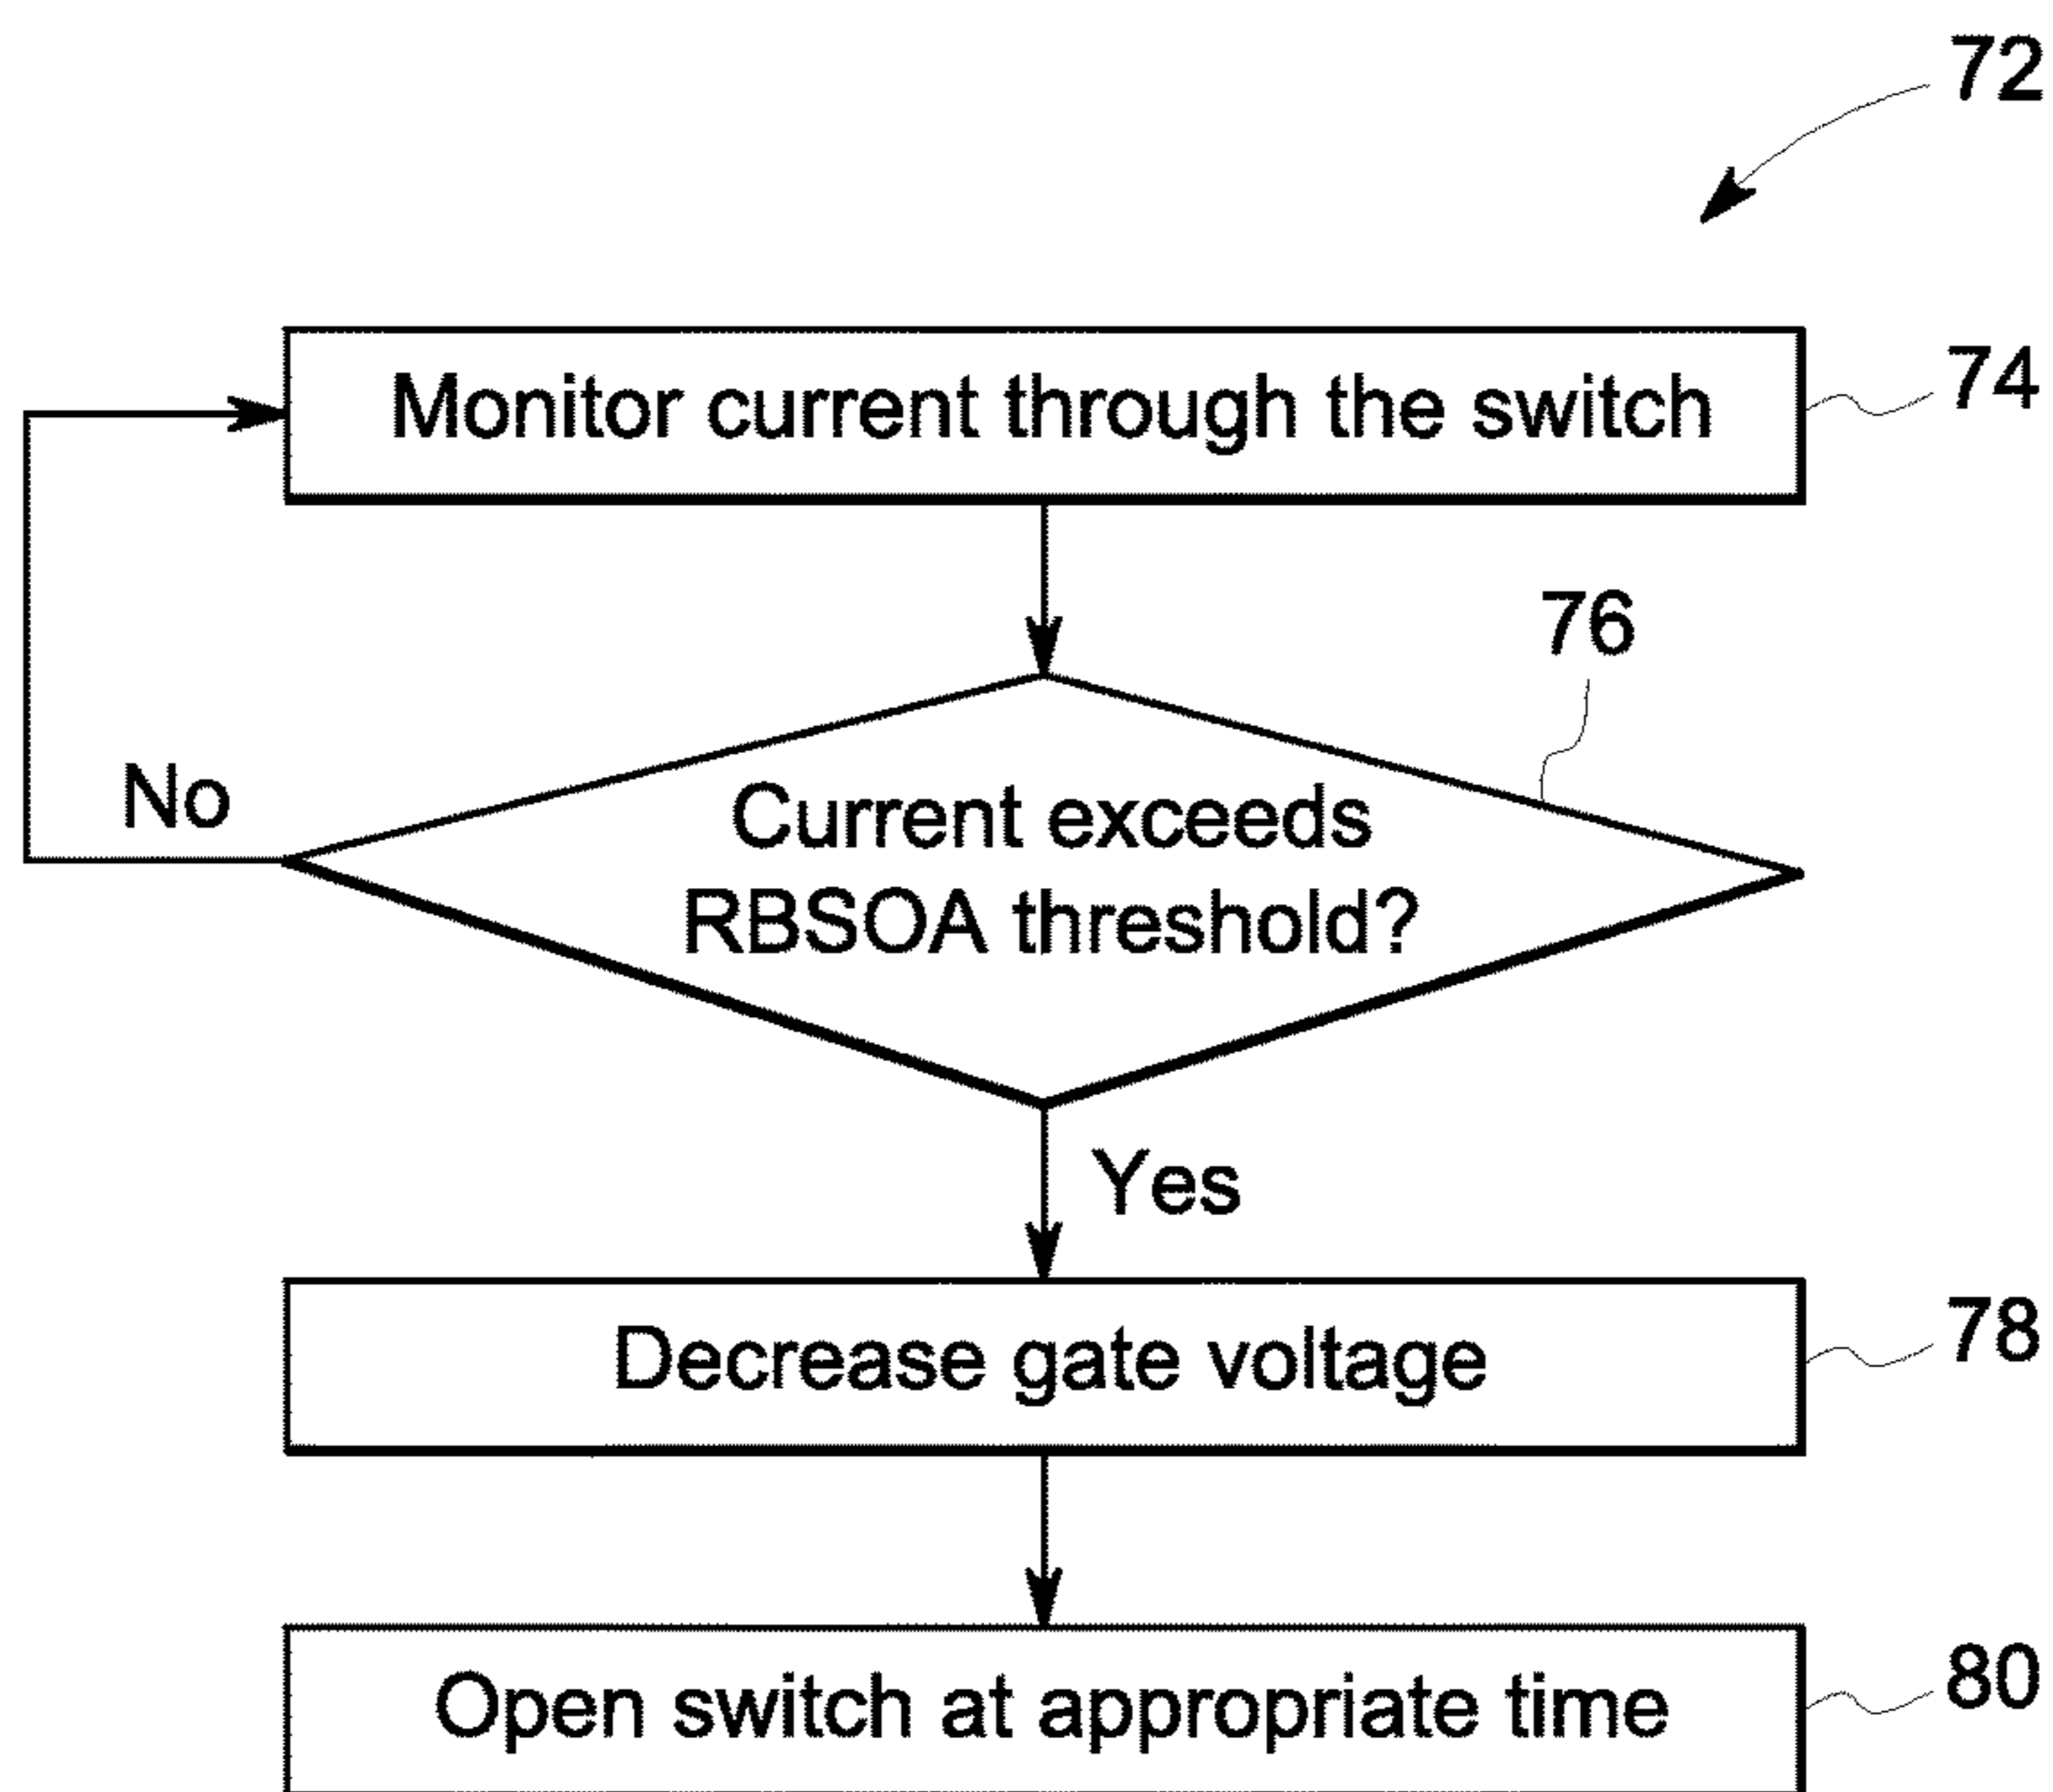 72
Monitor current through the switch
74
76
No
Current exceeds
RBSOA threshold?
Yes
Decrease gate voltage
78
Open switch at appropriate time
80